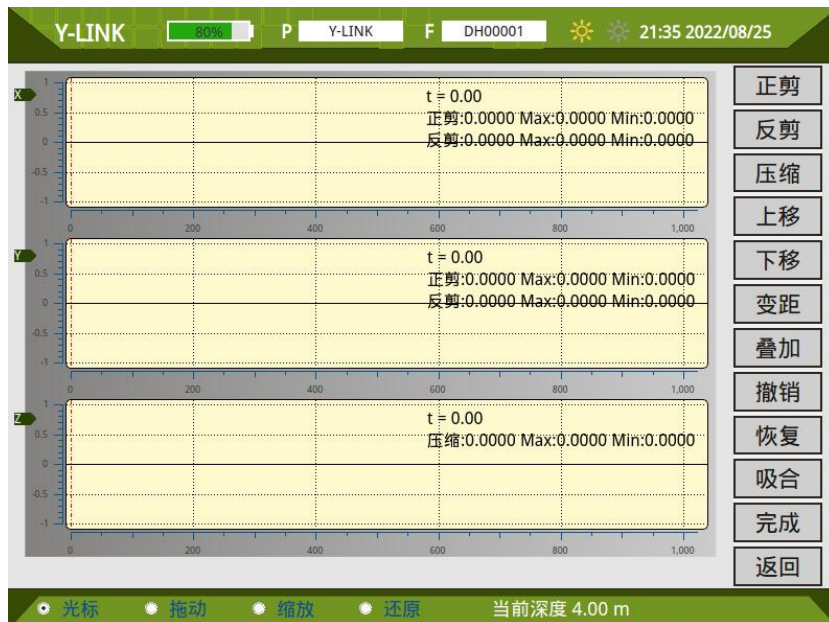 Y-LINK 80% P Y-LINK F DH00001 21:35 2022/08/25
X
1
0.5
0
-0.5
-1
t = 0.00
正剪:0.0000 Max:0.0000 Min:0.0000
反剪:0.0000 Max:0.0000 Min:0.0000
0 200 400 600 800 1,000
Y
1
0.5
0
-0.5
-1
t = 0.00
正剪:0.0000 Max:0.0000 Min:0.0000
反剪:0.0000 Max:0.0000 Min:0.0000
0 200 400 600 800 1,000
Z
1
0.5
0
-0.5
-1
t = 0.00
压缩:0.0000 Max:0.0000 Min:0.0000
0 200 400 600 800 1,000
正剪
反剪
压缩
上移
下移
变距
叠加
撤销
恢复
吸合
完成
返回
光标 拖动 缩放 还原 当前深度 4.00 m